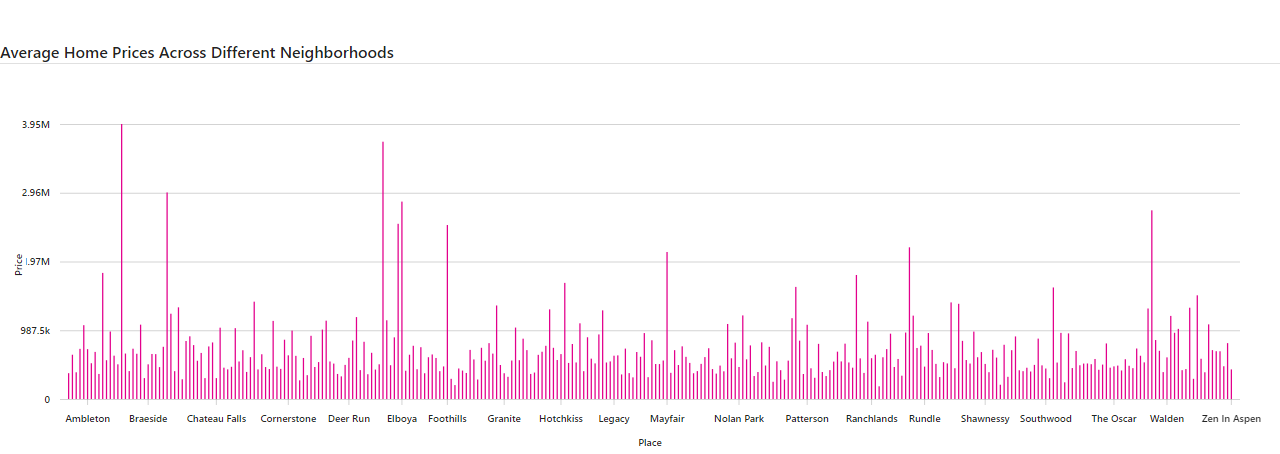 Average Home Prices Across Different Neighborhoods
3.95M
2.96M
1.97M
987.5k
0
Price
Ambleton Braeside Chateau Falls Cornerstone Deer Run Elboya Foothills Granite Hotchkiss Legacy Mayfair Nolan Park Patterson Ranchlands Rundle Shawnessy Southwood The Oscar Walden Zen In Aspen
Place